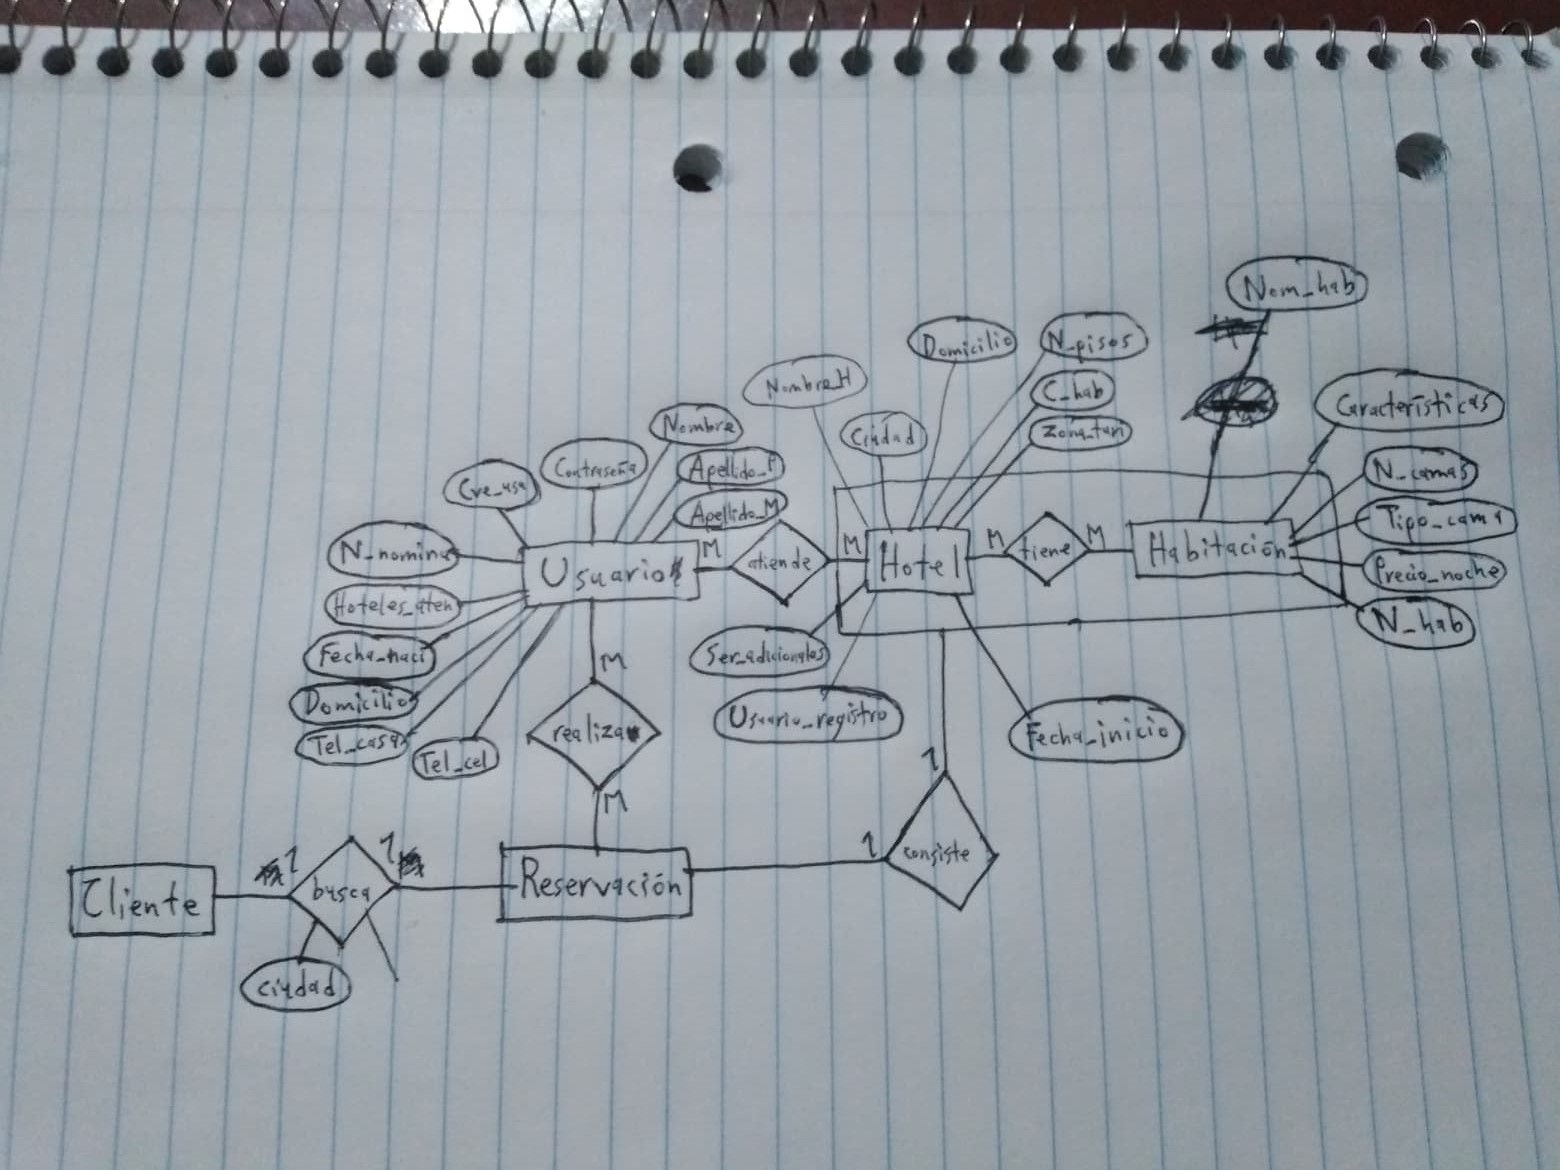 Nom_hab
Domicilio
N_pisos
Nombre_H
C_hab
Características
Nombre
Ciudad
Zona_turi
Contraseña
Apellido_P
N_camas
Cve_usu
Apellido_M
Tipo_cama
N_nomina
Usuario
M
atiende
M
Hotel
M
tiene
M
Habitación
Precio_noche
Hoteles_aten
N_hab
Fecha_naci
M
Ser_adicionales
Domicilio
Usuario_registro
Tel_casa
Tel_cel
realiza
Fecha_inicio
M
1
Cliente
1
busca
1
Reservación
1
consiste
ciudad